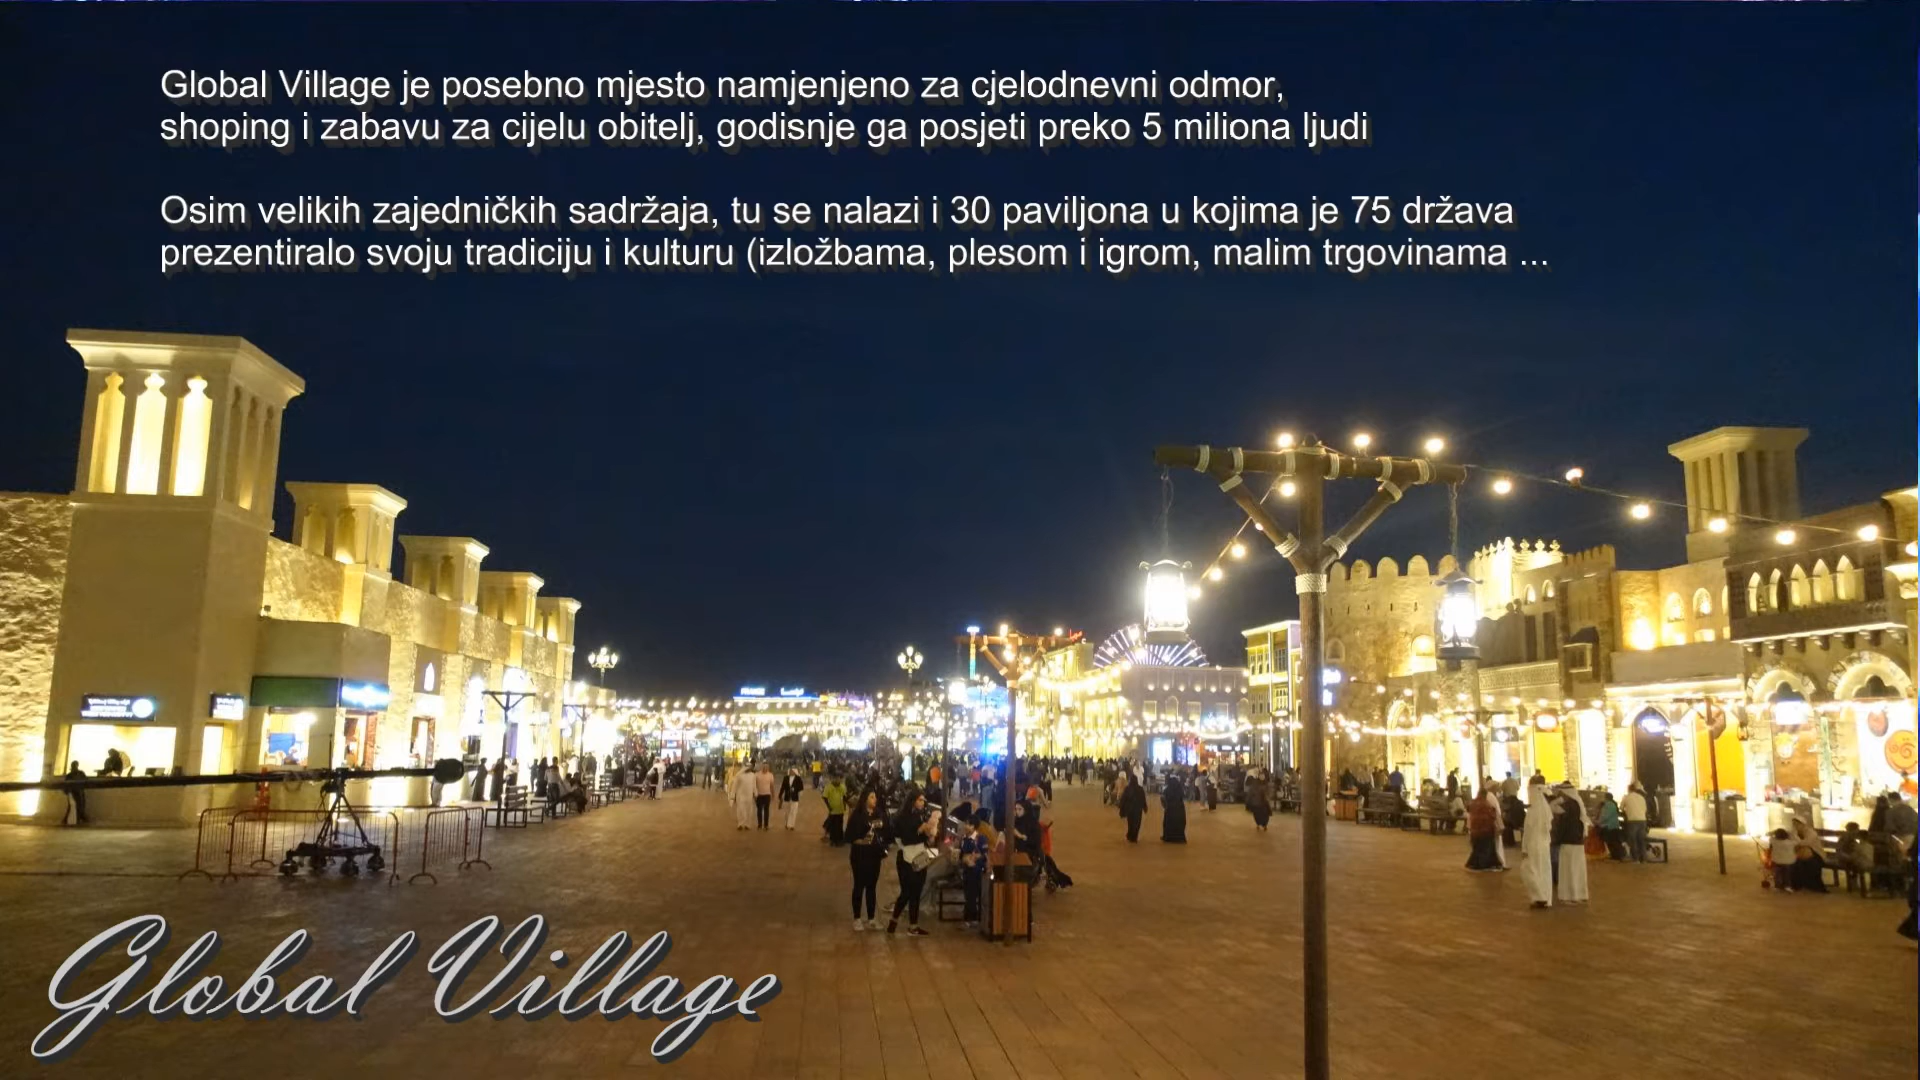 Global Village je posebno mjesto namjenjeno za cjelodnevni odmor,
shoping i zabavu za cijelu obitelj, godisnje ga posjeti preko 5 miliona ljudi
Osim velikih zajedničkih sadržaja, tu se nalazi i 30 paviljona u kojima je 75 država
prezentiralo svoju tradiciju i kulturu (izložbama, plesom i igrom, malim trgovinama ...
Global Village